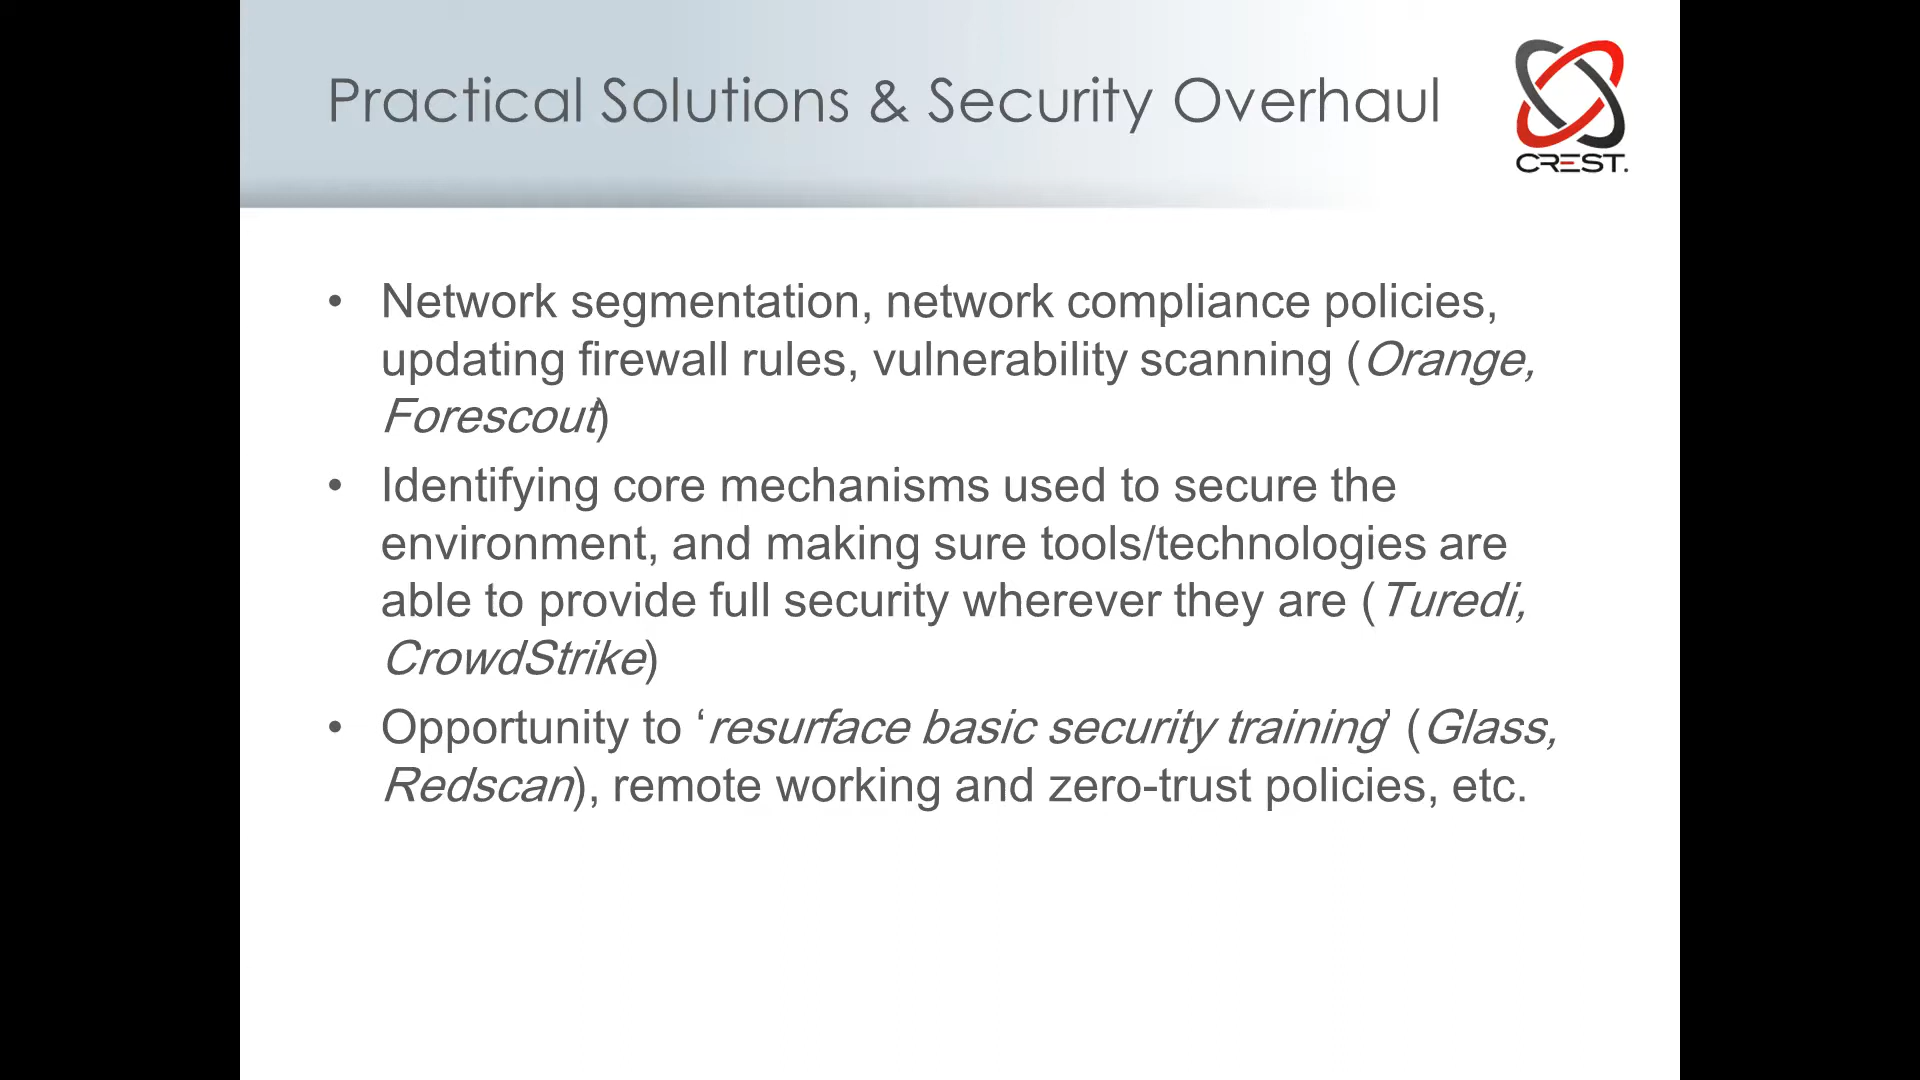 Practical Solutions & Security Overhaul
CREST.
• Network segmentation, network compliance policies,
updating firewall rules, vulnerability scanning (Orange,
Forescout)
• Identifying core mechanisms used to secure the
environment, and making sure tools/technologies are
able to provide full security wherever they are (Turedi,
CrowdStrike)
• Opportunity to ‘resurface basic security training’ (Glass,
Redscan), remote working and zero-trust policies, etc.